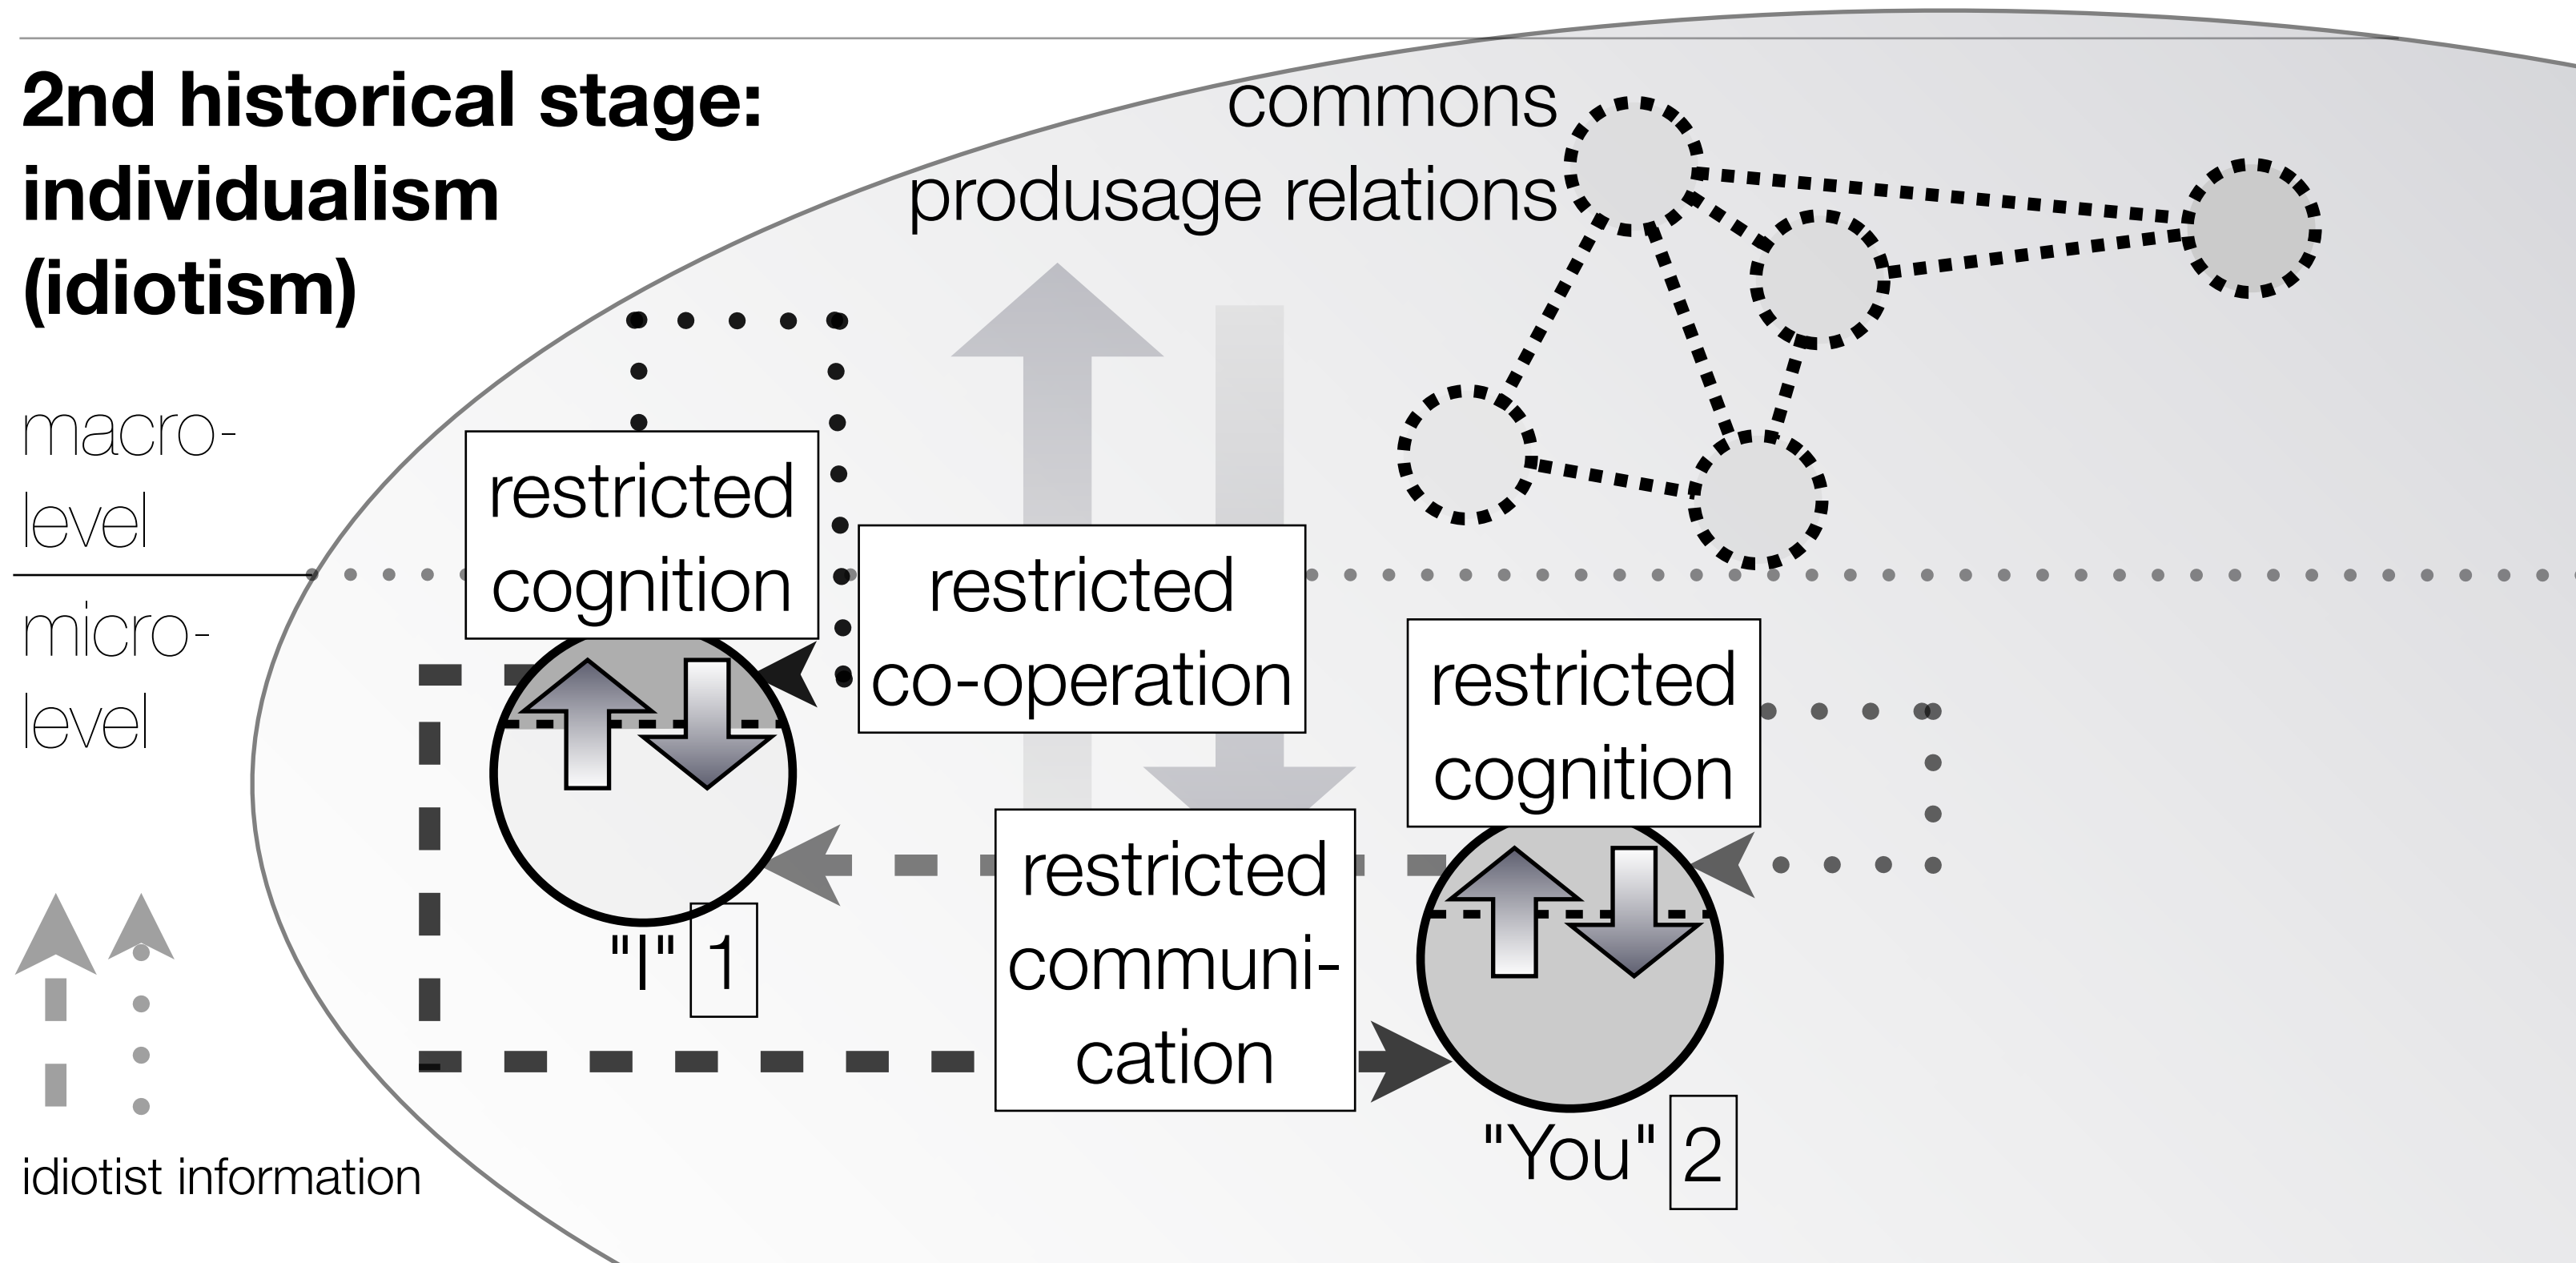 2nd historical stage:
individualism
(idiotism)
commons
produsage relations
macro-
level
micro-
level
restricted
cognition
restricted
co-operation
restricted
cognition
restricted
communi-
cation
"I" 1
"You" 2
idiotist information